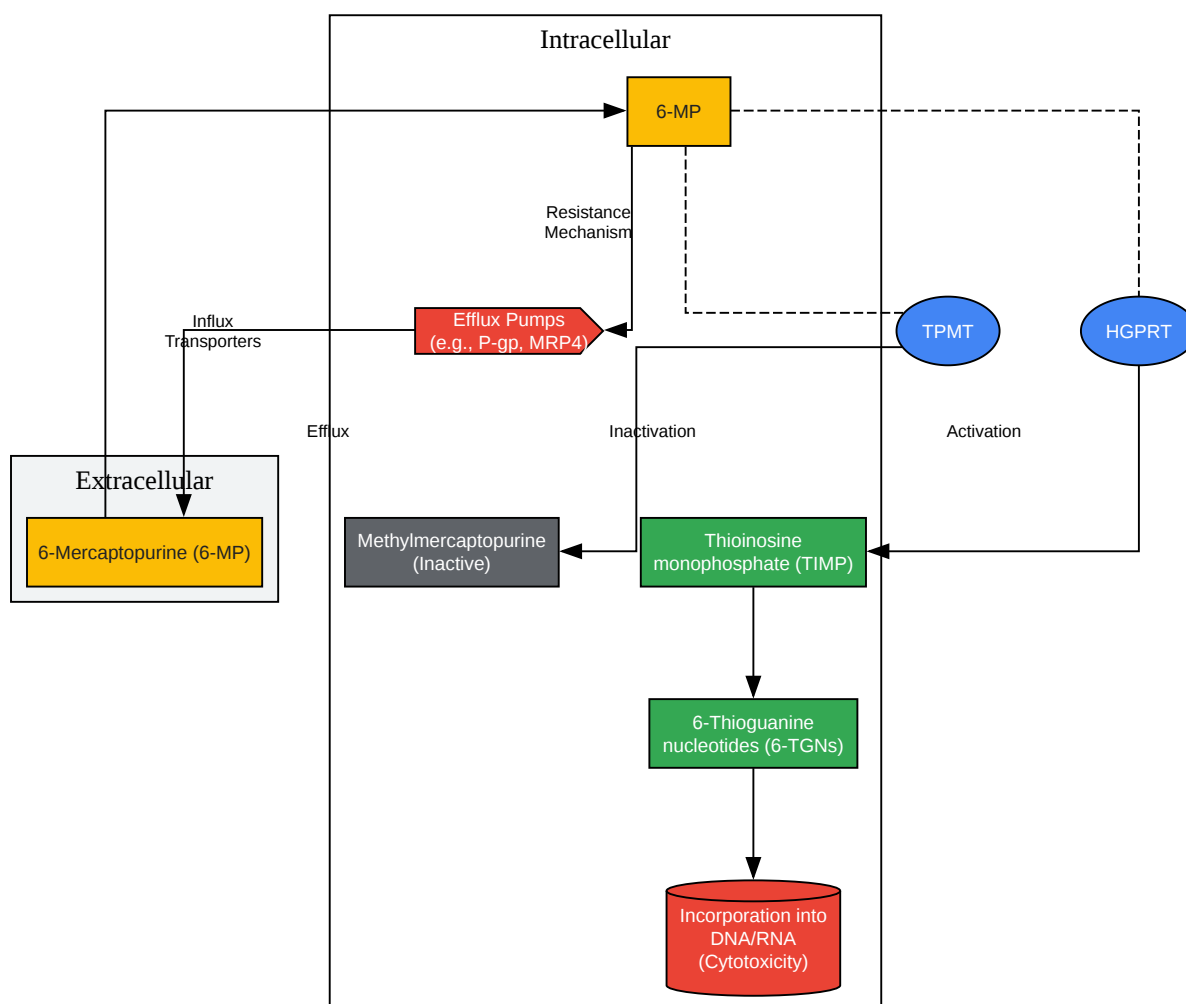 Intracellular
6-MP
Resistance
Mechanism
Influx
Transporters
Efflux Pumps
(e.g., P-gp, MRP4)
TPMT
HGPRT
Efflux
Inactivation
Activation
Extracellular
6-Mercaptopurine (6-MP)
Methylmercaptopurine
(Inactive)
Thioinosine
monophosphate (TIMP)
6-Thioguanine
nucleotides (6-TGNs)
Incorporation into
DNA/RNA
(Cytotoxicity)